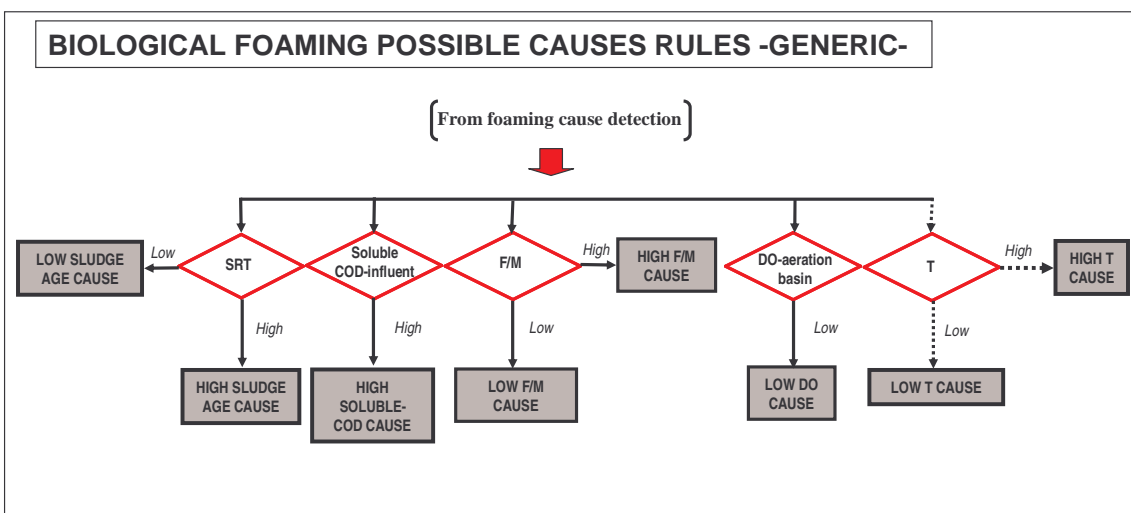 BIOLOGICAL FOAMING POSSIBLE CAUSES RULES -GENERIC-
From foaming cause detection
LOW SLUDGE
AGE CAUSE
Low
SRT
High
HIGH SLUDGE
AGE CAUSE
Soluble
COD-influent
High
HIGH
SOLUBLE-
COD CAUSE
F/M
High
HIGH F/M
CAUSE
Low
LOW F/M
CAUSE
DO-aeration
basin
Low
LOW DO
CAUSE
T
High
HIGH T
CAUSE
Low
LOW T CAUSE